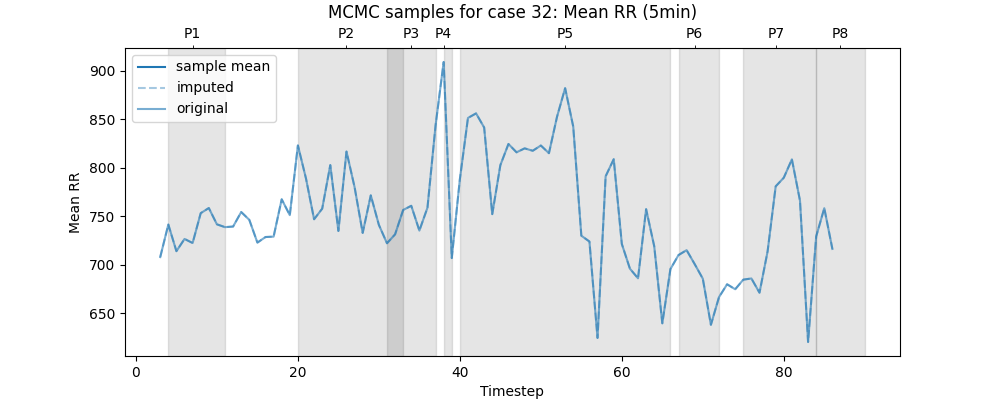 MCMC samples for case 32: Mean RR (5min)
P1 P2 P3 P4 P5 P6 P7 P8
sample mean
imputed
original
900
850
800
750
700
650
Mean RR
0 20 40 60 80
Timestep